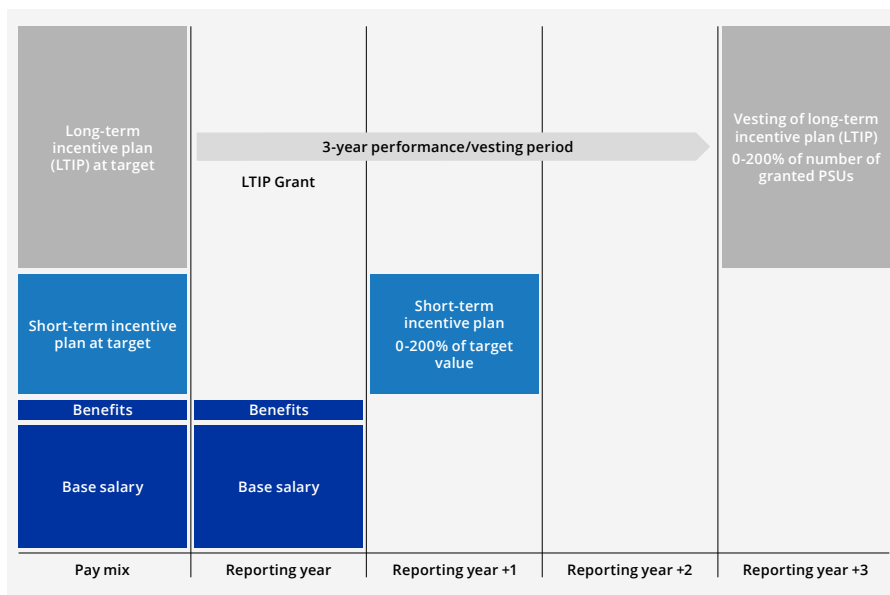 Long-term
incentive plan
(LTIP) at target
3-year performance/vesting period
LTIP Grant
Vesting of long-term
incentive plan (LTIP)
0-200% of number of
granted PSUs
Short-term incentive
plan at target
Short-term
incentive plan
0-200% of target
value
Benefits
Benefits
Base salary
Base salary
Pay mix
Reporting year
Reporting year +1
Reporting year +2
Reporting year +3